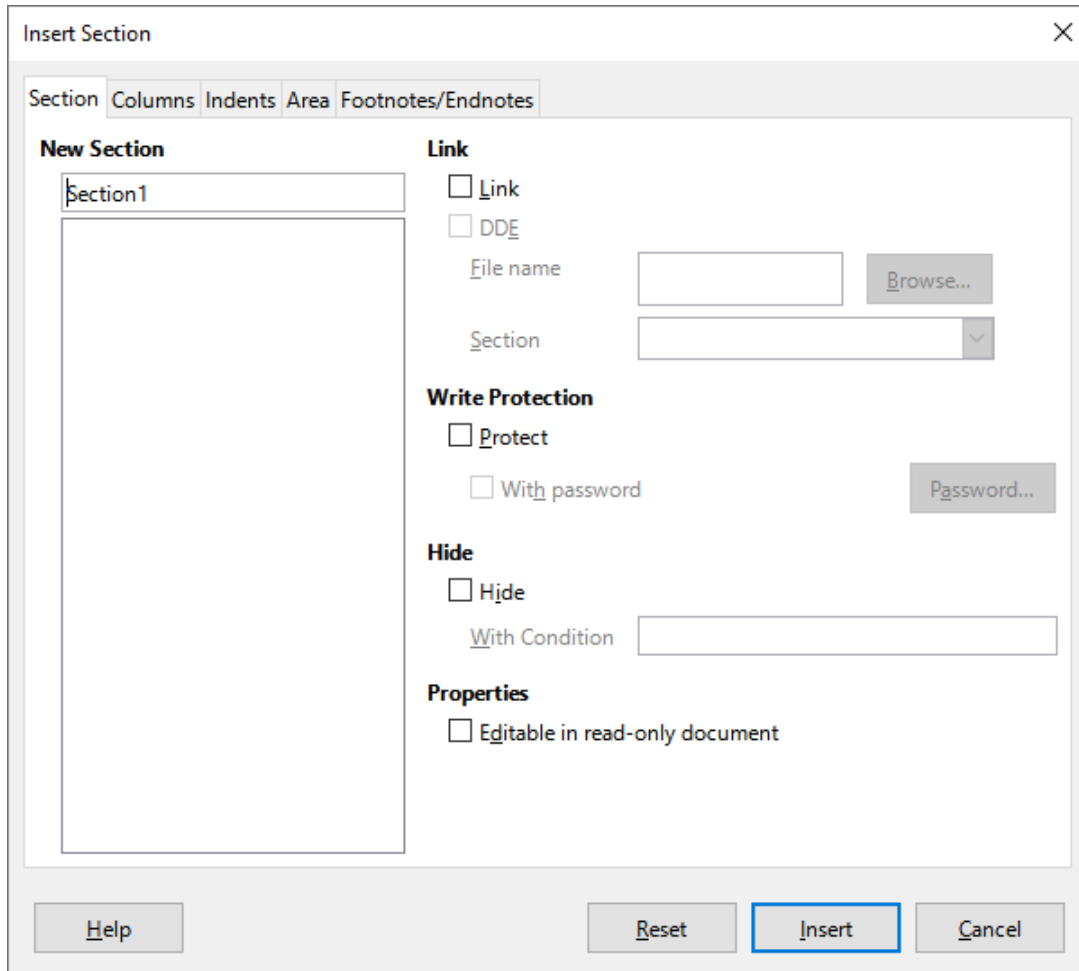 Insert Section
Section Columns Indents Area Footnotes/Endnotes
New Section
Section1
Link
Link
DDE
File name
Browse...
Section
Write Protection
Protect
With password
Password...
Hide
Hide
With Condition
Properties
Editable in read-only document
Help
Reset
Insert
Cancel